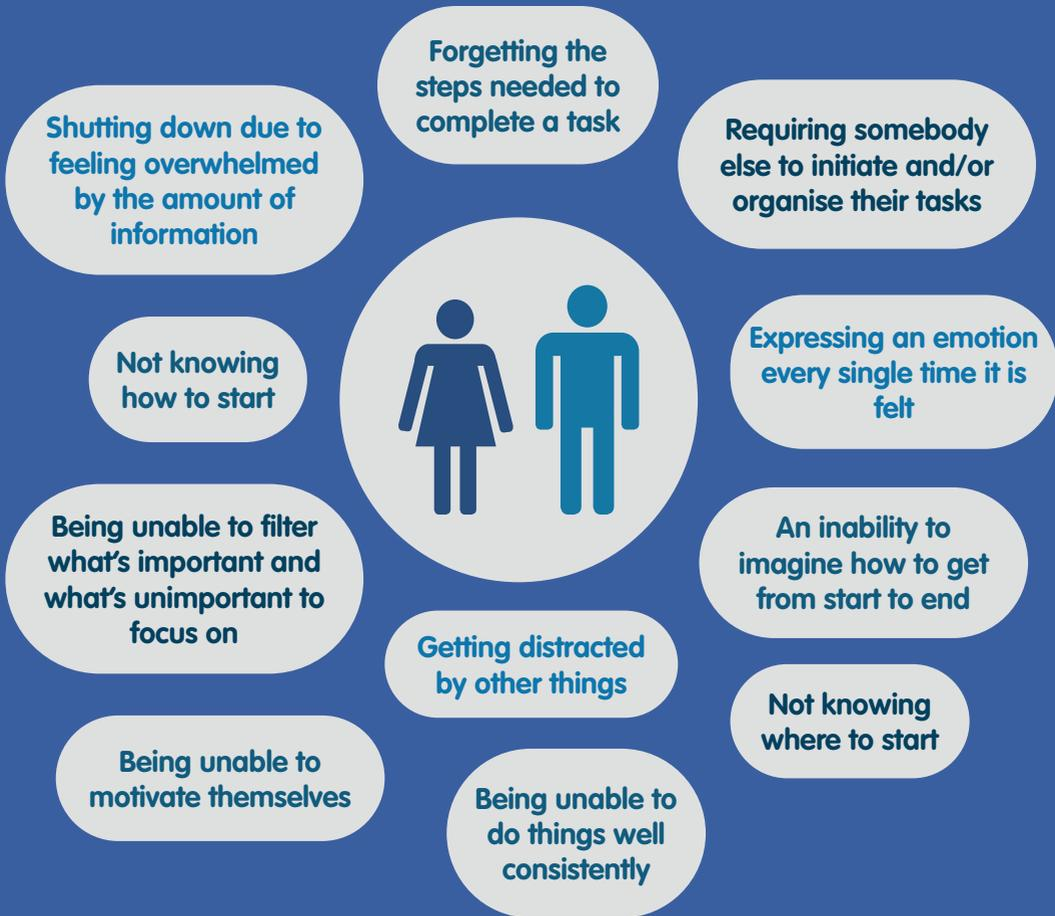 Forgetting the
steps needed to
complete a task
Shutting down due to
feeling overwhelmed
by the amount of
information
Requiring somebody
else to initiate and/or
organise their tasks
Not knowing
how to start
Expressing an emotion
every single time it is
felt
Being unable to filter
what's important and
what's unimportant to
focus on
An inability to
imagine how to get
from start to end
Getting distracted
by other things
Not knowing
where to start
Being unable to
motivate themselves
Being unable to
do things well
consistently